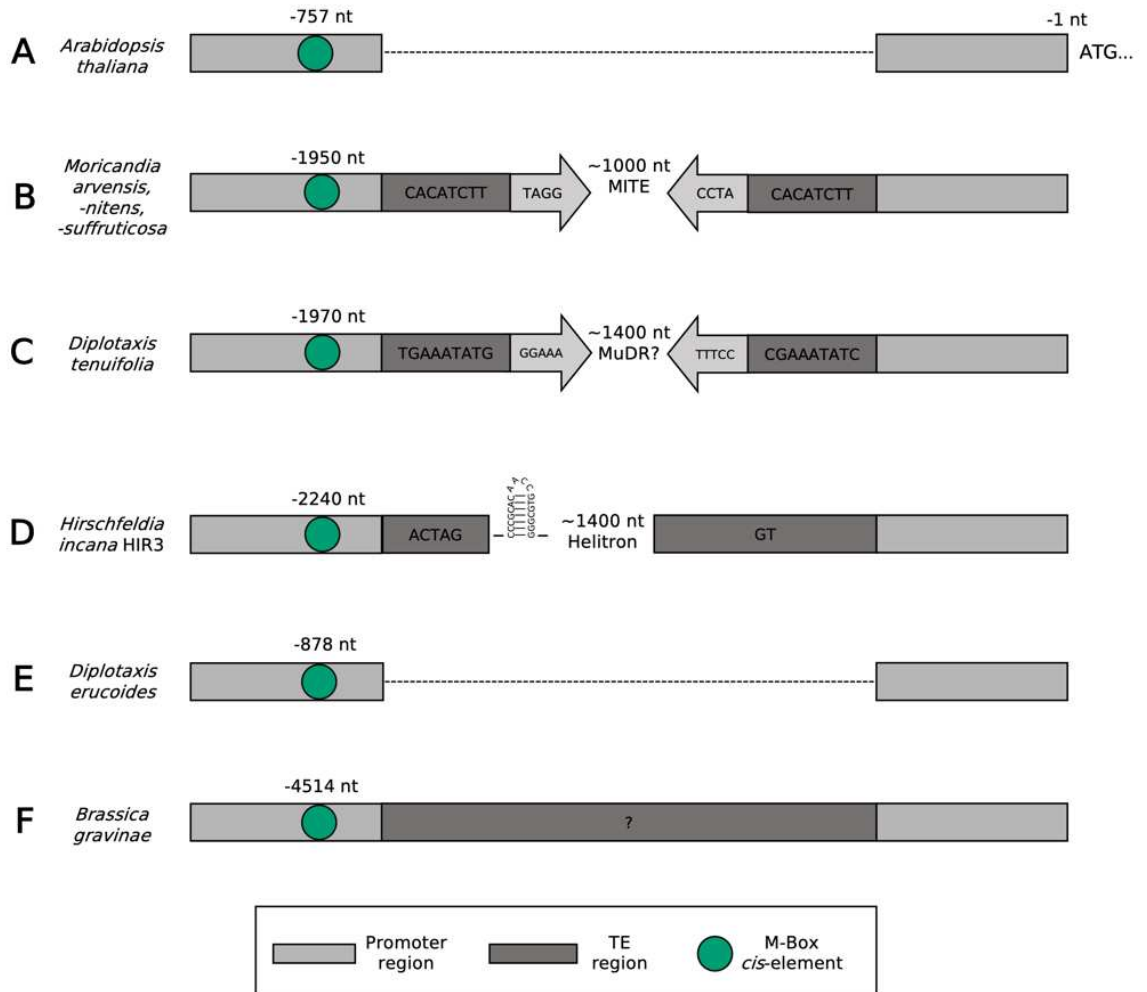 -757 nt
-1 nt
A
Arabidopsis
thaliana
ATG...
-1950 nt
B
Moricandia
arvensis,
-nitens,
-suffruticosa
CACATCTT
TAGG
~1000 nt
MITE
CCTA
CACATCTT
-1970 nt
C
Diplotaxis
tenuifolia
TGAAATATG
GGAAA
~1400 nt
MuDR?
TTTCC
CGAAATATC
-2240 nt
D
Hirschfeldia
incana HIR3
ACTAG
CCCGCAC
A
A
C
C
GGGCGTG
~1400 nt
Helitron
GT
-878 nt
E
Diplotaxis
erucoides
-4514 nt
F
Brassica
gravinae
?
Promoter
region
TE
region
M-Box
cis-element